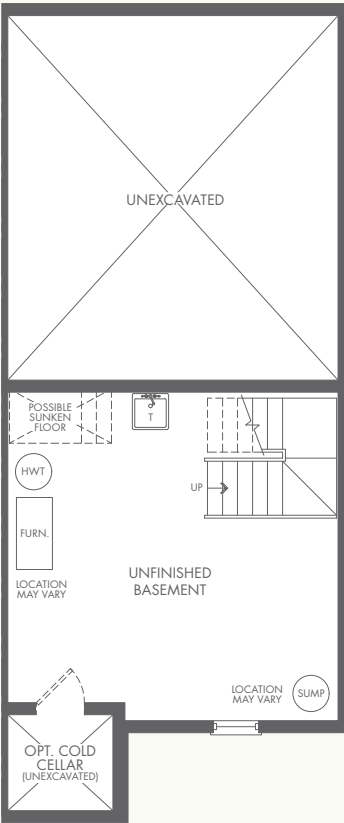 UNEXCAVATED
POSSIBLE
SUNKEN
FLOOR
T
HWT
UP
FURN.
UNFINISHED
BASEMENT
LOCATION
MAY VARY
LOCATION
MAY VARY
SUMP
OPT. COLD
CELLAR
(UNEXCAVATED)